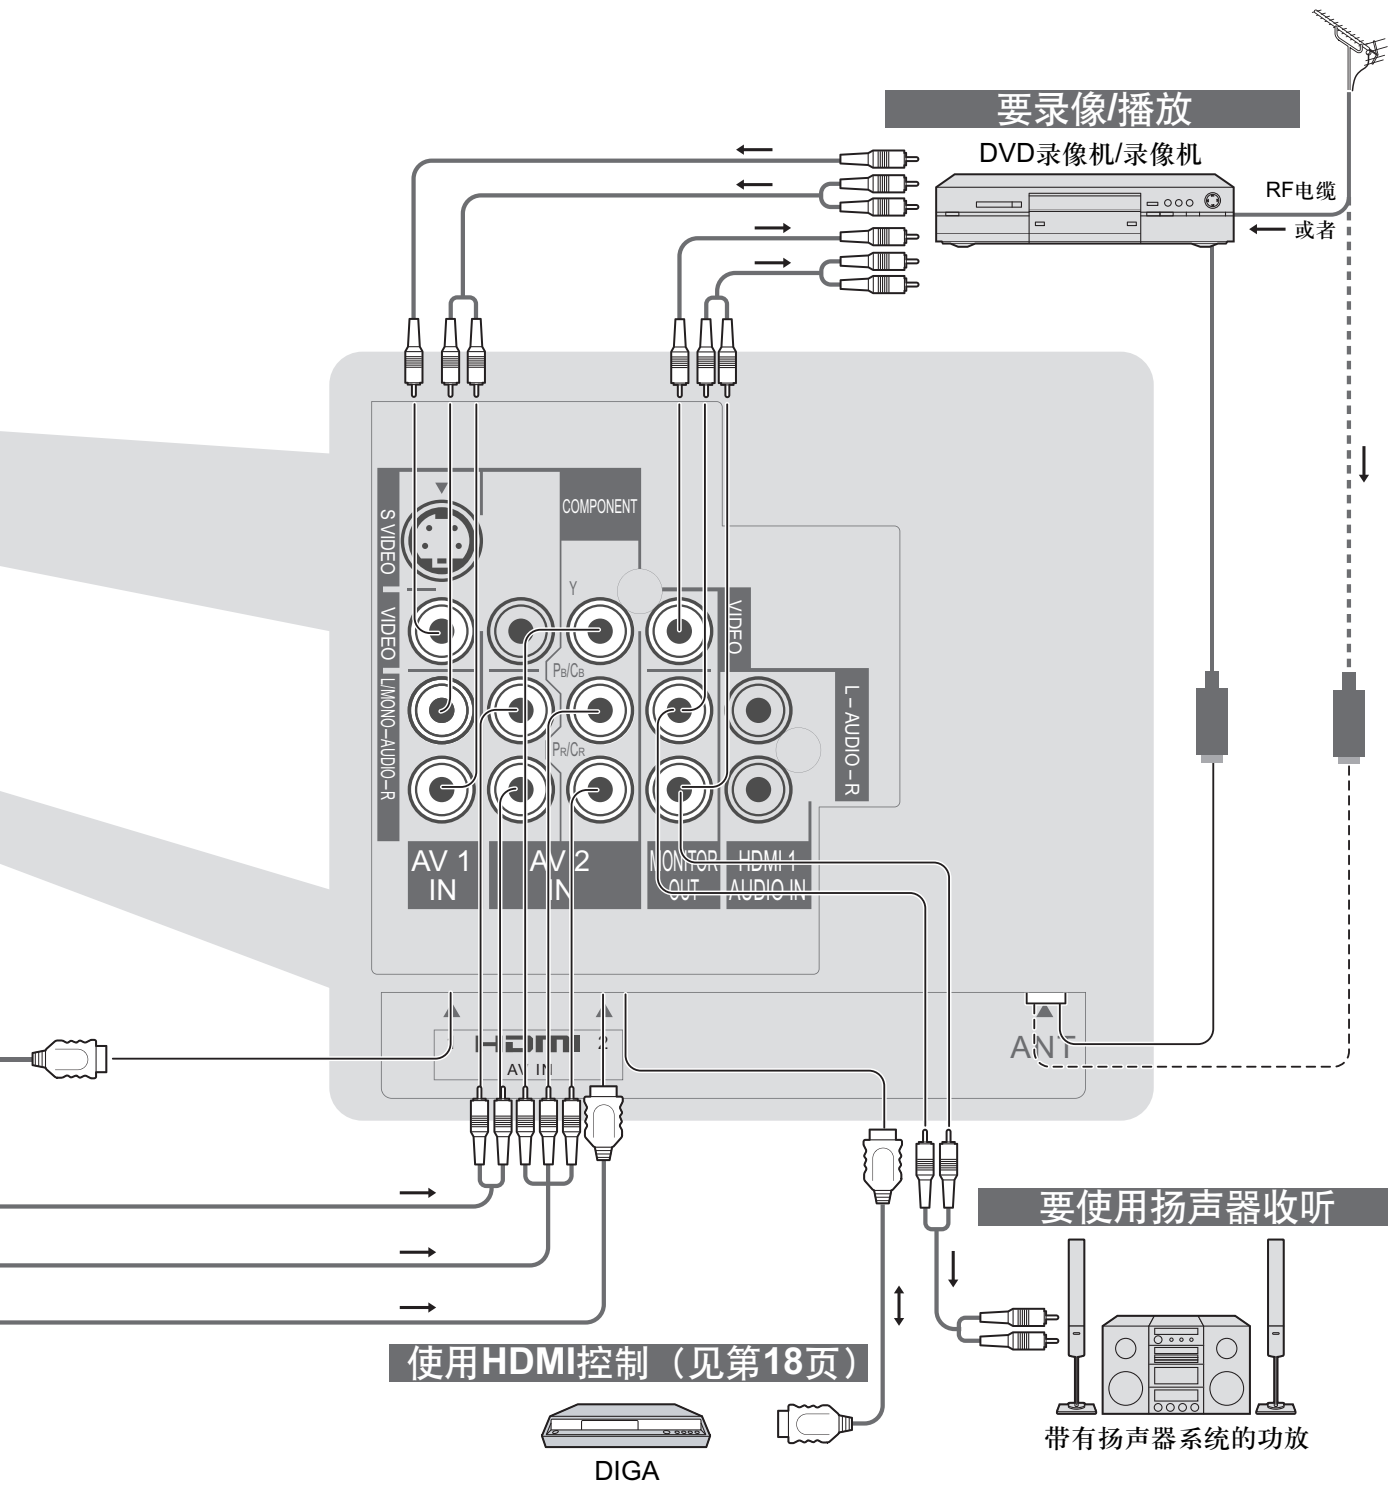 要录像/播放
DVD录像机/录像机
RF电缆
或者
COMPONENT
S VIDEO
Y
VIDEO
VIDEO
PB/CB
L/MONO-AUDIO-R
L-AUDIO-R
PR/CR
AV 1
IN
AV 2
IN
MONITOR
OUT
HDMI 1
AUDIO IN
1 HDMI 2
AV IN
ANT
要使用扬声器收听
使用HDMI控制（见第18页）
带有扬声器系统的功放
DIGA